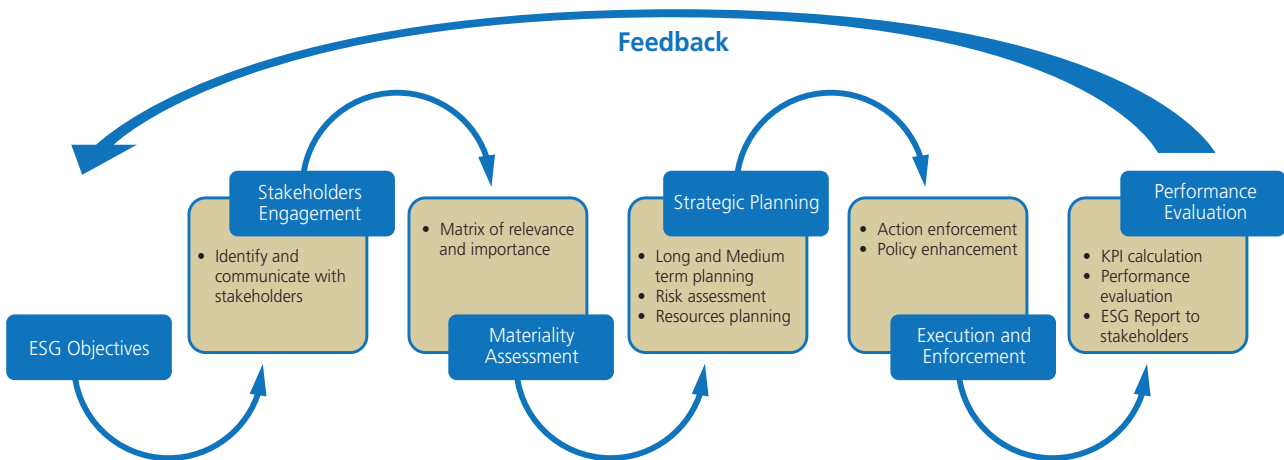 Feedback
ESG Objectives
Stakeholders
Engagement
• Identify and
communicate with
stakeholders
• Matrix of relevance
and importance
Materiality
Assessment
Strategic Planning
• Long and Medium
term planning
• Risk assessment
• Resources planning
• Action enforcement
• Policy enhancement
Execution and
Enforcement
Performance
Evaluation
• KPI calculation
• Performance
evaluation
• ESG Report to
stakeholders